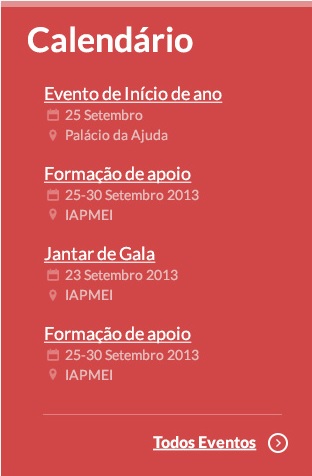 Calendário
Evento de Início de ano
25 Setembro
Palácio da Ajuda
Formação de apoio
25-30 Setembro 2013
IAPMEI
Jantar de Gala
23 Setembro 2013
IAPMEI
Formação de apoio
25-30 Setembro 2013
IAPMEI
Todos Eventos